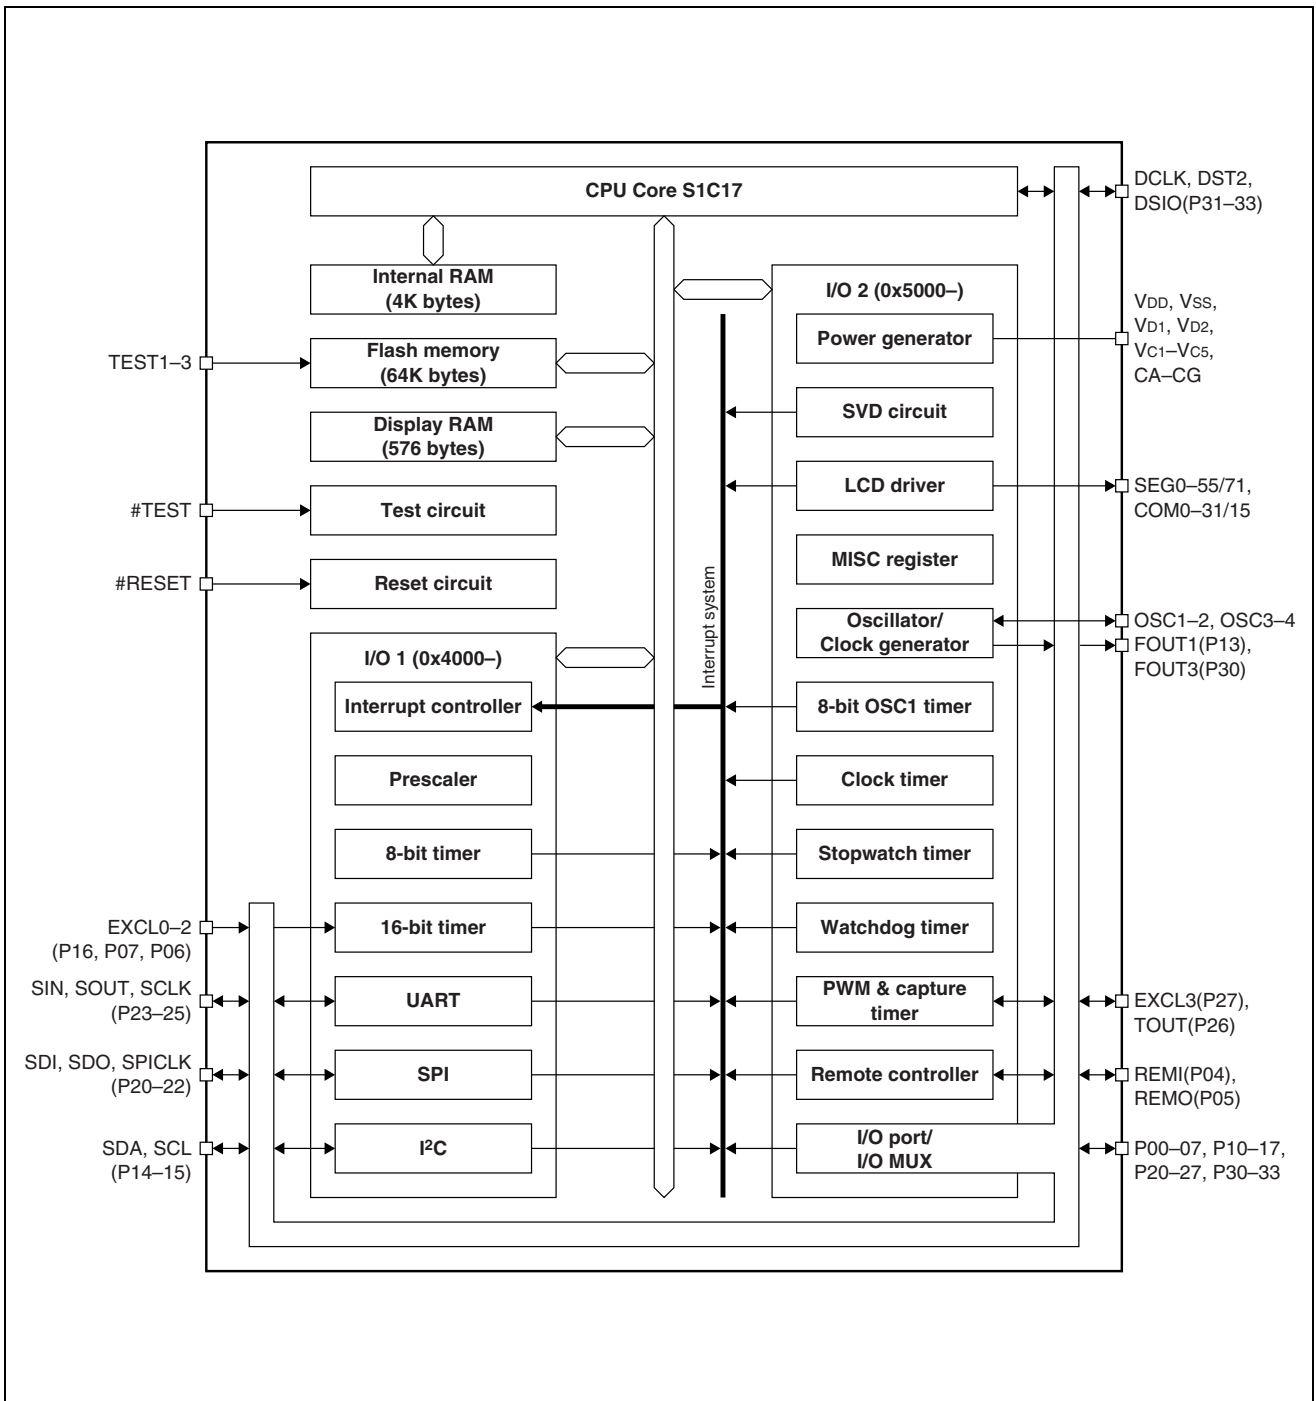 CPU Core S1C17
DCLK, DST2,
DSIO(P31–33)
Internal RAM
(4K bytes)
I/O 2 (0x5000–)
VDD, VSS,
VD1, VD2,
VC1–VC5,
CA–CG
Power generator
TEST1–3
Flash memory
(64K bytes)
SVD circuit
Display RAM
(576 bytes)
LCD driver
SEG0–55/71,
COM0–31/15
#TEST
Test circuit
MISC register
#RESET
Reset circuit
Interrupt system
Oscillator/
Clock generator
OSC1–2, OSC3–4
FOUT1(P13),
FOUT3(P30)
I/O 1 (0x4000–)
Interrupt controller
8-bit OSC1 timer
Prescaler
Clock timer
8-bit timer
Stopwatch timer
EXCL0–2
(P16, P07, P06)
16-bit timer
Watchdog timer
SIN, SOUT, SCLK
(P23–25)
UART
PWM & capture
timer
EXCL3(P27),
TOUT(P26)
SDI, SDO, SPICLK
(P20–22)
SPI
Remote controller
REMI(P04),
REMO(P05)
SDA, SCL
(P14–15)
I²C
I/O port/
I/O MUX
P00–07, P10–17,
P20–27, P30–33